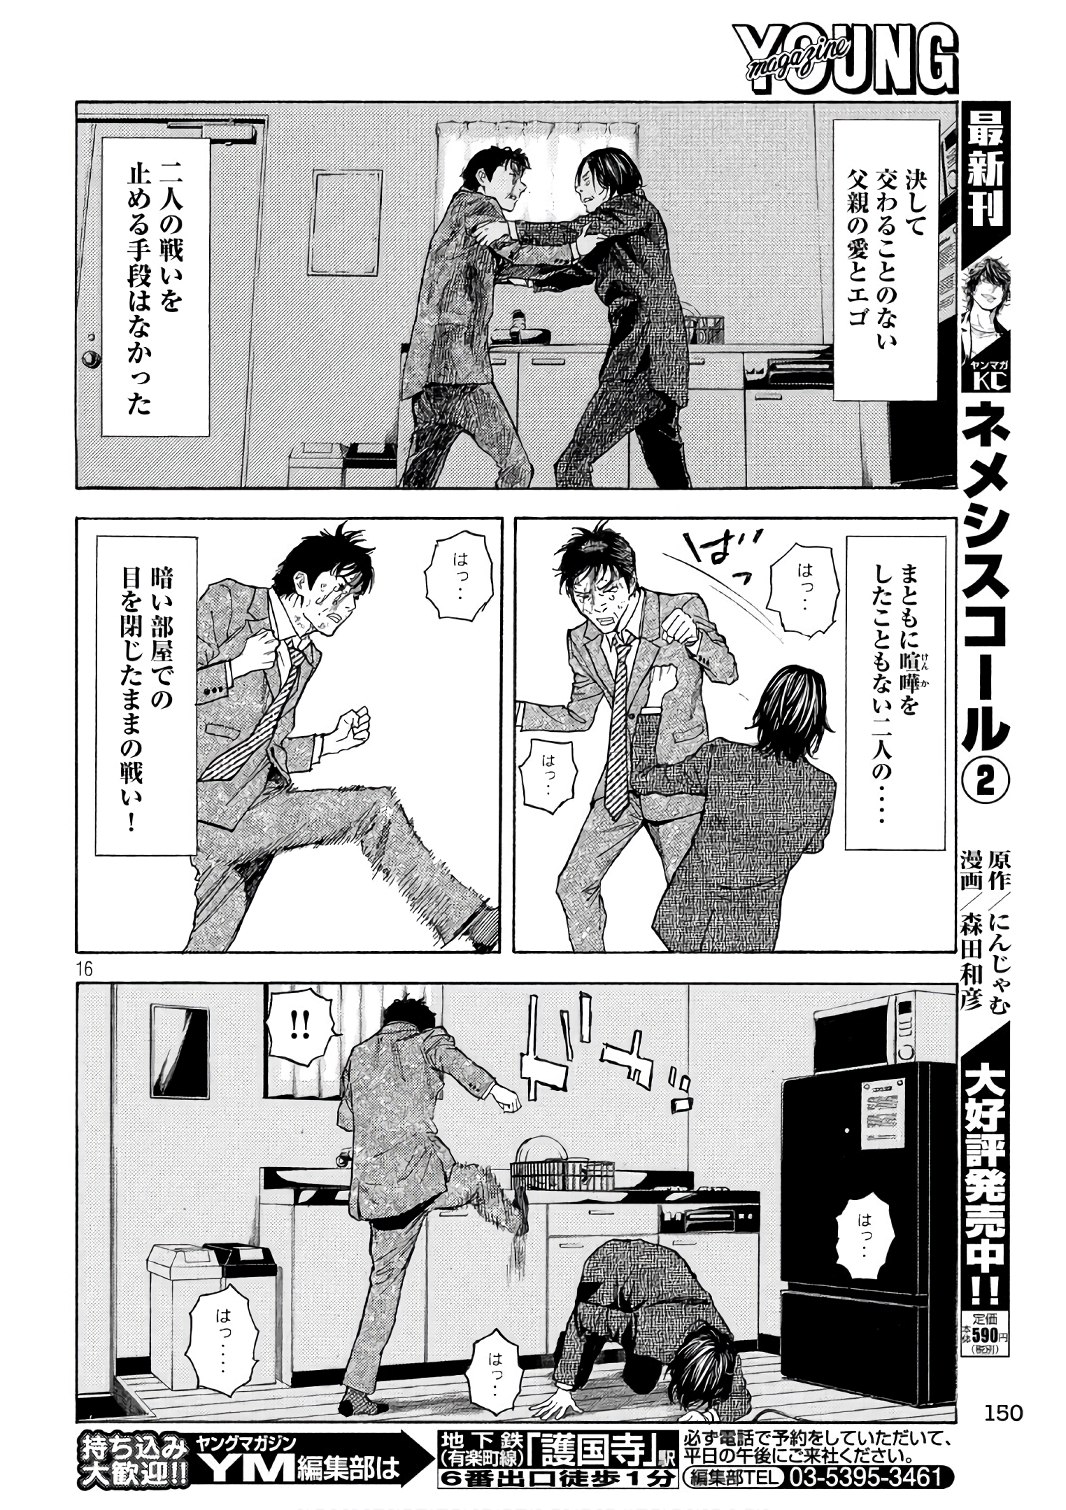 YOUNG
magazine
決して
交わることのない
父親の愛とエゴ
二人の戦いを
止める手段はなかった
まともに喧嘩を
けんか
したこともない二人の‥‥
はっ‥
ばっ
はっ‥
暗い部屋での
目を閉じたままの戦い！
はっ‥
16
!!
はっ‥
はっ‥
はっ‥‥
最新刊
ヤンマガ
KC
ネメシスコール②
原作／にんじゃむ
漫画／森田和彦
大好評発売中!!
定価
本体590円
(税別)
150
持ち込み
大歓迎!!
ヤングマガジン
YM編集部は
地下鉄
(有楽町線)
「護国寺」駅
6番出口徒歩1分
必ず電話で予約をしていただいて、
平日の午後にご来社ください。
編集部TEL 03-5395-3461